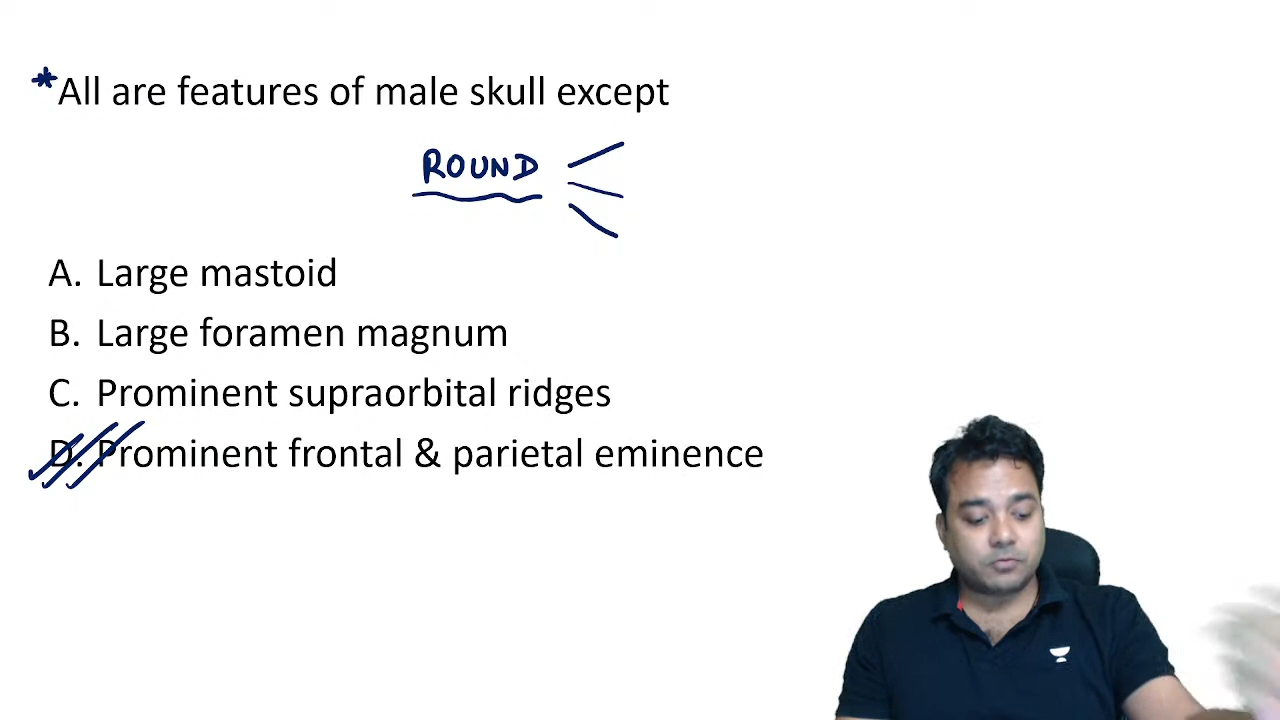 *All are features of male skull except
ROUND
A. Large mastoid
B. Large foramen magnum
C. Prominent supraorbital ridges
D. Prominent frontal & parietal eminence